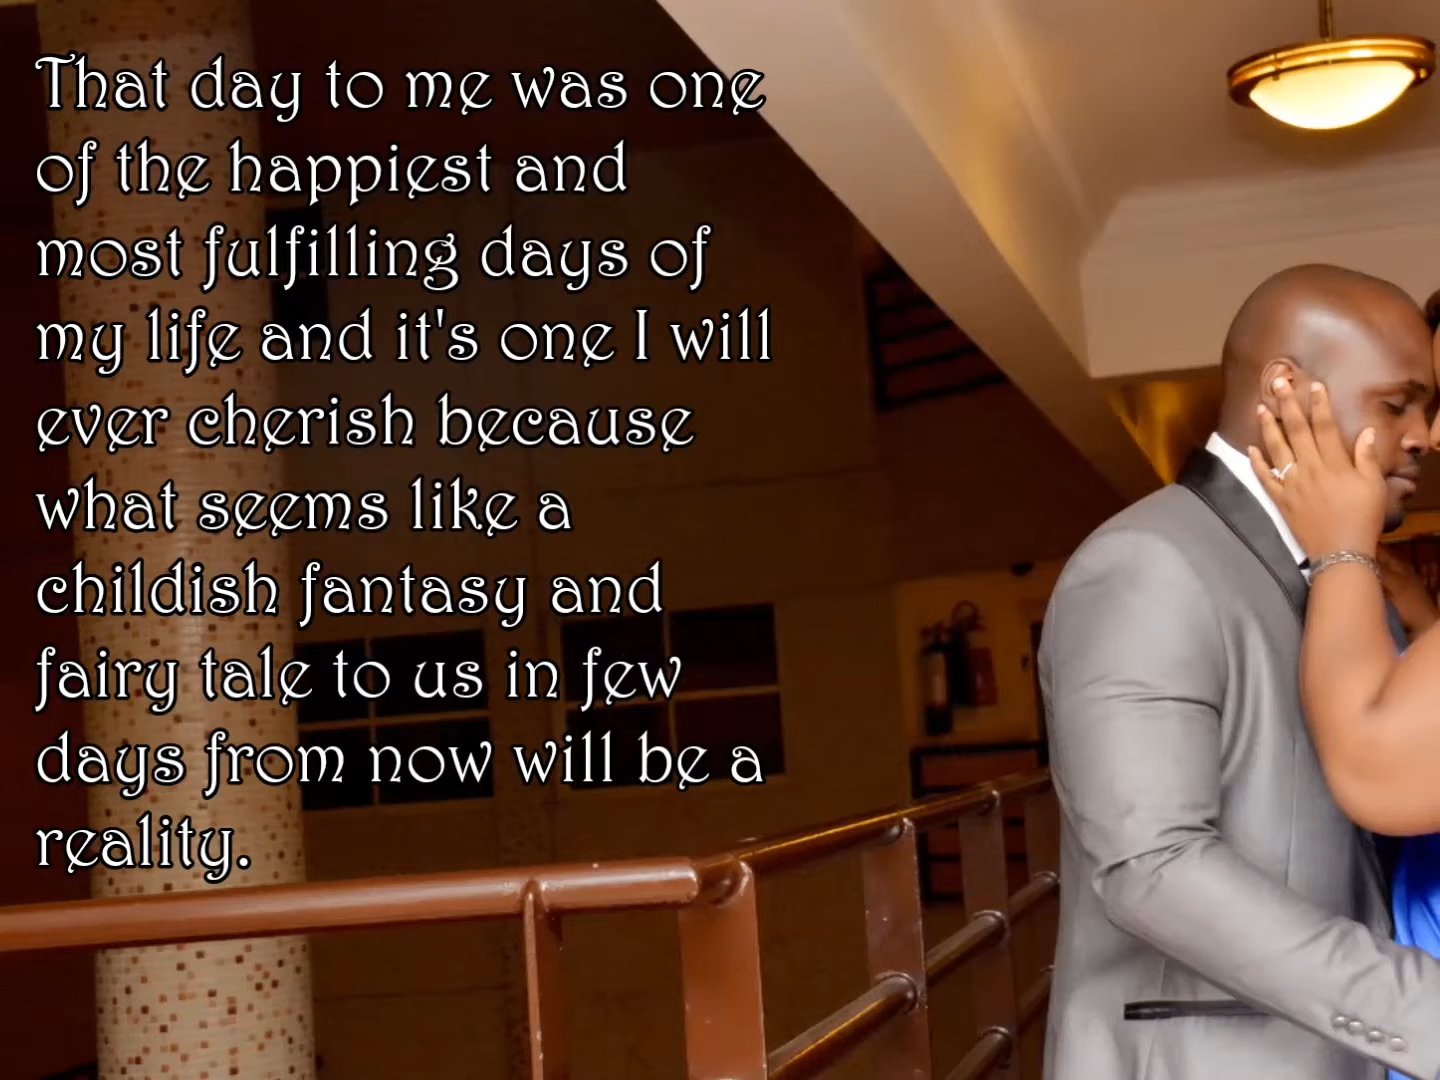 That day to me was one
of the happiest and
most fulfilling days of
my life and it's one I will
ever cherish because
what seems like a
childish fantasy and
fairy tale to us in few
days from now will be a
reality.